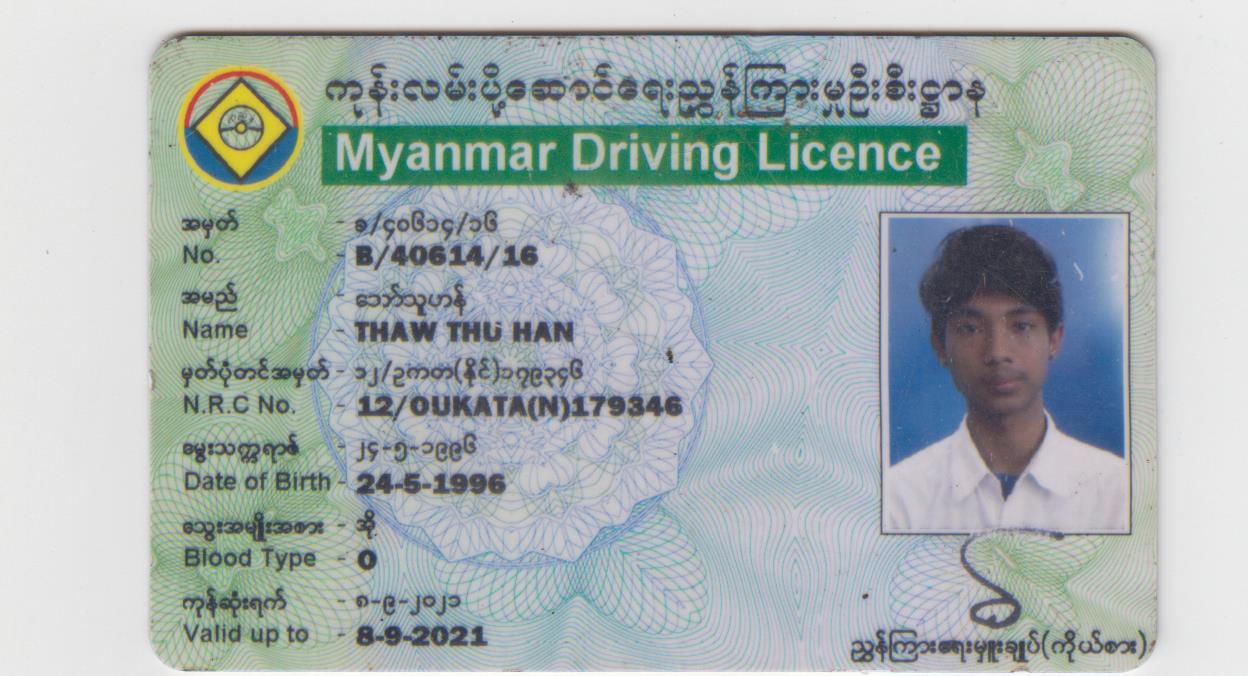 ကုန်းလမ်းပို့ဆောင်ရေးညွှန်ကြားမှုဦးစီးဌာန
Myanmar Driving Licence
အမှတ် - ခ/၄၀၆၁၄/၁၆
No. - B/40614/16
အမည် - သော်သူဟန်
Name - THAW THU HAN
မှတ်ပုံတင်အမှတ် - ၁၂/ဥကတ(နိုင်)၁၇၉၃၄၆
N.R.C No. - 12/OUKATA(N)179346
မွေးသက္ကရာဇ် - ၂၄-၅-၁၉၉၆
Date of Birth - 24-5-1996
သွေးအမျိုးအစား - အို
Blood Type - O
ကုန်ဆုံးရက် - ၈-၉-၂၀၂၁
Valid up to - 8-9-2021
ညွှန်ကြားရေးမှူးချုပ်(ကိုယ်စား)